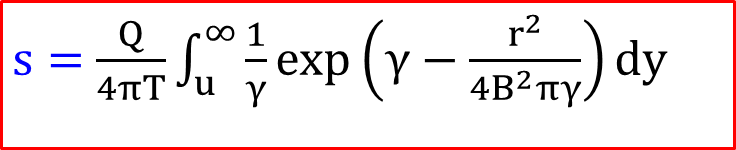 s = Q/4πT ∫_u^∞ 1/γ exp (γ − r²/4B²πγ) dy